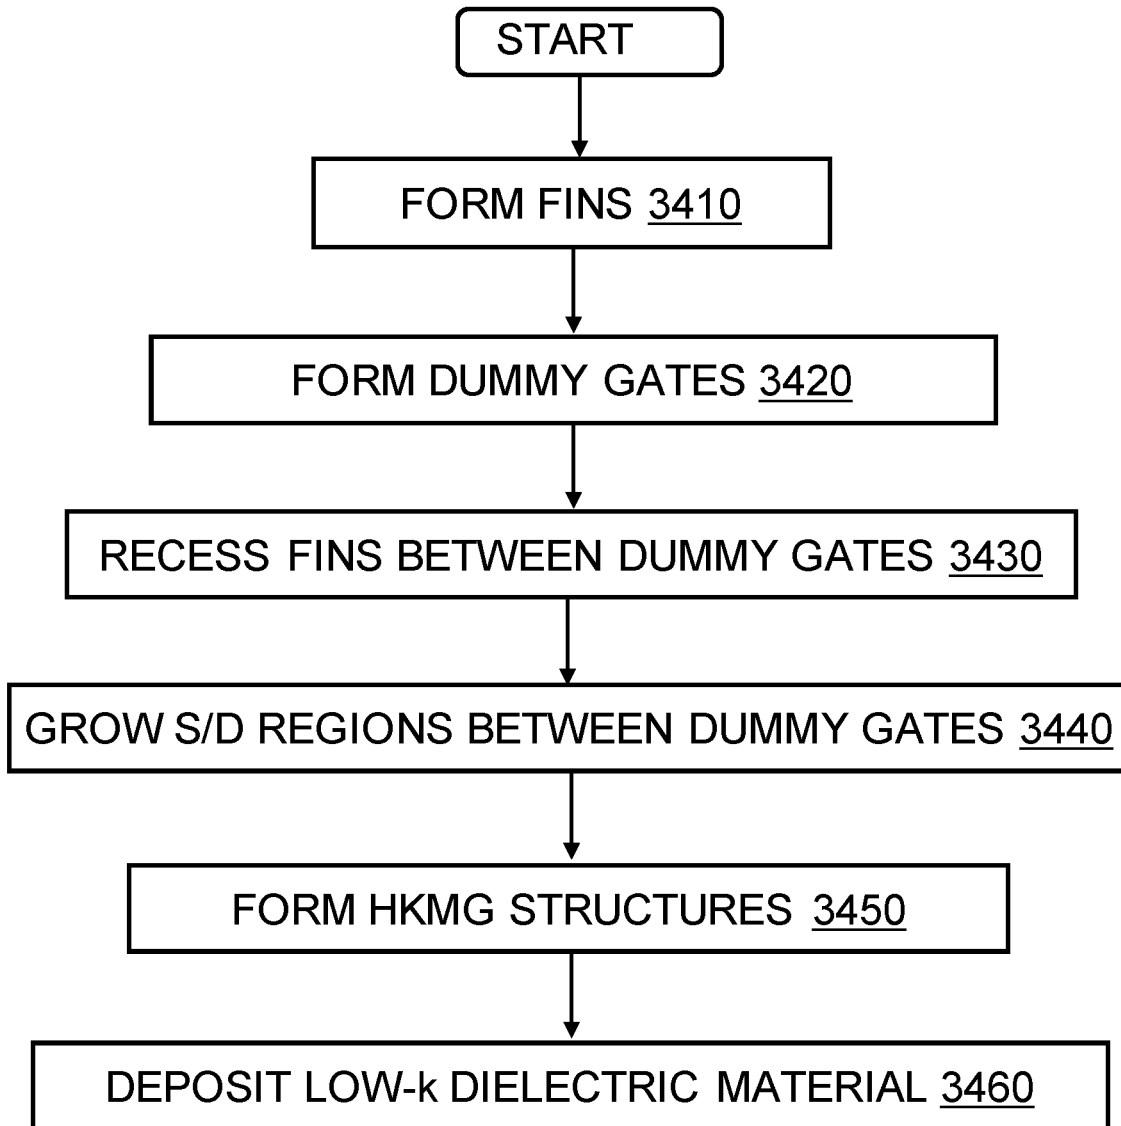 START
FORM FINS 3410
FORM DUMMY GATES 3420
RECESS FINS BETWEEN DUMMY GATES 3430
GROW S/D REGIONS BETWEEN DUMMY GATES 3440
FORM HKMG STRUCTURES 3450
DEPOSIT LOW-k DIELECTRIC MATERIAL 3460